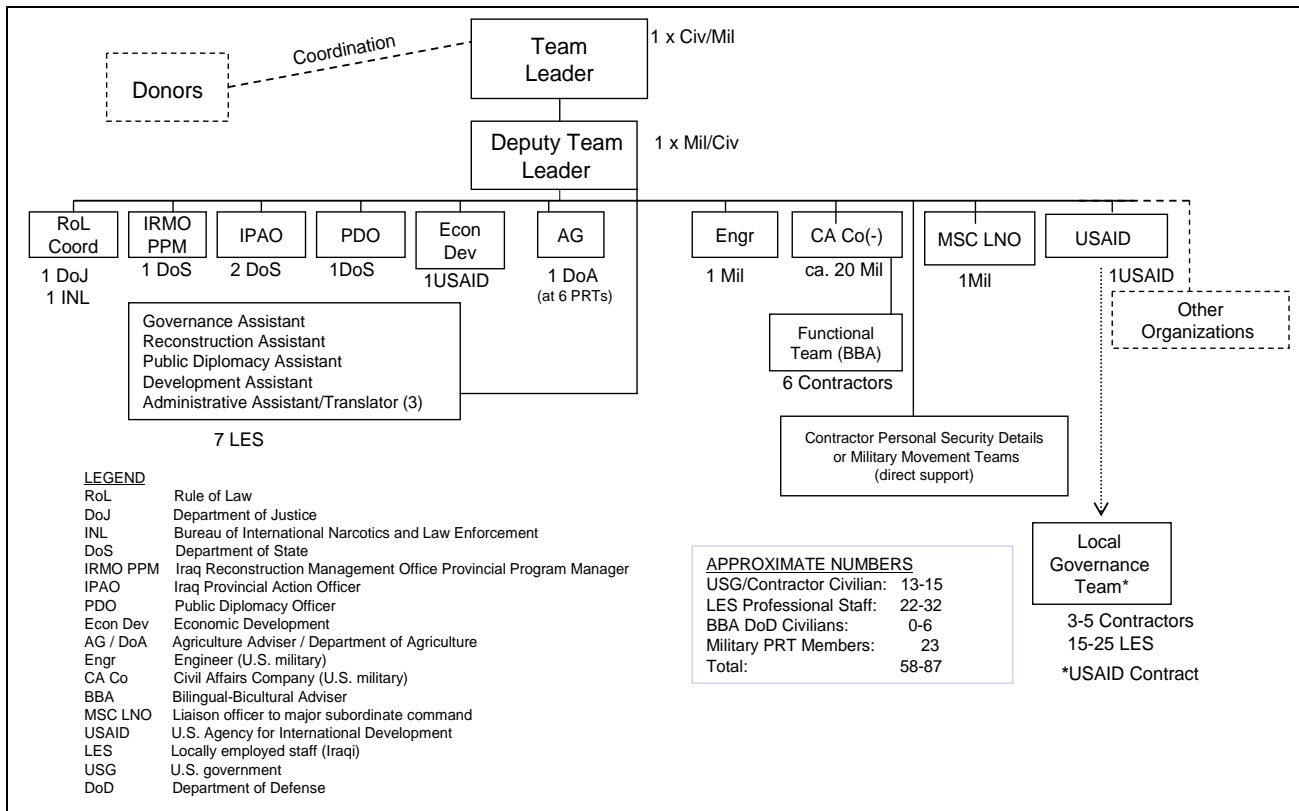 Coordination
Donors
Team
Leader
1 x Civ/Mil
Deputy Team
Leader
1 x Mil/Civ
RoL
Coord
1 DoJ
1 INL
IRMO
PPM
1 DoS
IPAO
2 DoS
PDO
1DoS
Econ
Dev
1USAID
AG
1 DoA
(at 6 PRTs)
Engr
1 Mil
CA Co(-)
ca. 20 Mil
MSC LNO
1Mil
USAID
1USAID
Other
Organizations
Governance Assistant
Reconstruction Assistant
Public Diplomacy Assistant
Development Assistant
Administrative Assistant/Translator (3)
7 LES
Functional
Team (BBA)
6 Contractors
Contractor Personal Security Details
or Military Movement Teams
(direct support)
Local
Governance
Team*
3-5 Contractors
15-25 LES
*USAID Contract
LEGEND
RoL Rule of Law
DoJ Department of Justice
INL Bureau of International Narcotics and Law Enforcement
DoS Department of State
IRMO PPM Iraq Reconstruction Management Office Provincial Program Manager
IPAO Iraq Provincial Action Officer
PDO Public Diplomacy Officer
Econ Dev Economic Development
AG / DoA Agriculture Adviser / Department of Agriculture
Engr Engineer (U.S. military)
CA Co Civil Affairs Company (U.S. military)
BBA Bilingual-Bicultural Adviser
MSC LNO Liaison officer to major subordinate command
USAID U.S. Agency for International Development
LES Locally employed staff (Iraqi)
USG U.S. government
DoD Department of Defense
APPROXIMATE NUMBERS
USG/Contractor Civilian: 13-15
LES Professional Staff: 22-32
BBA DoD Civilians: 0-6
Military PRT Members: 23
Total: 58-87